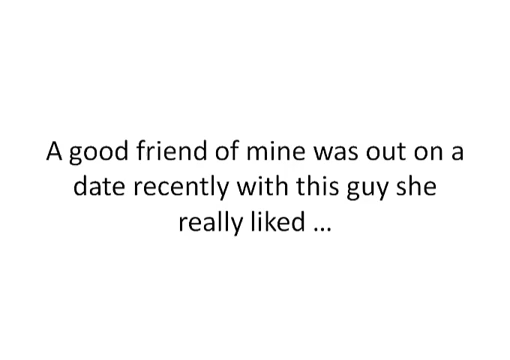 A good friend of mine was out on a
date recently with this guy she
really liked …